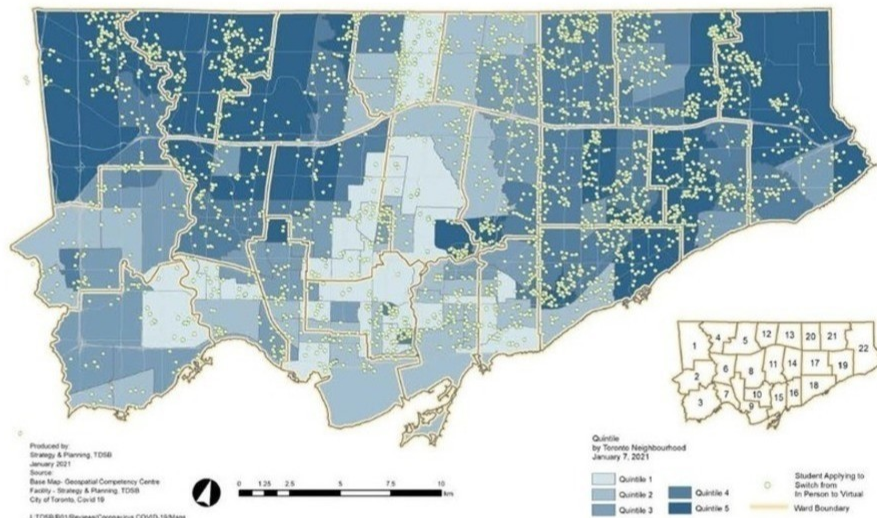 1
4
5
12
13
20
21
22
2
6
8
11
14
17
19
3
7
10
9
15
16
18
Produced by:
Strategy & Planning, TDSB
January 2021
Source:
Base Map- Geospatial Competency Centre
Facility - Strategy & Planning, TDSB
City of Toronto, Covid 19
0 1.25 2.5 5 7.5 10
km
Quintile
by Toronto Neighbourhood
January 7, 2021
Quintile 1
Quintile 2
Quintile 3
Quintile 4
Quintile 5
Student Applying to
Switch from
In Person to Virtual
Ward Boundary